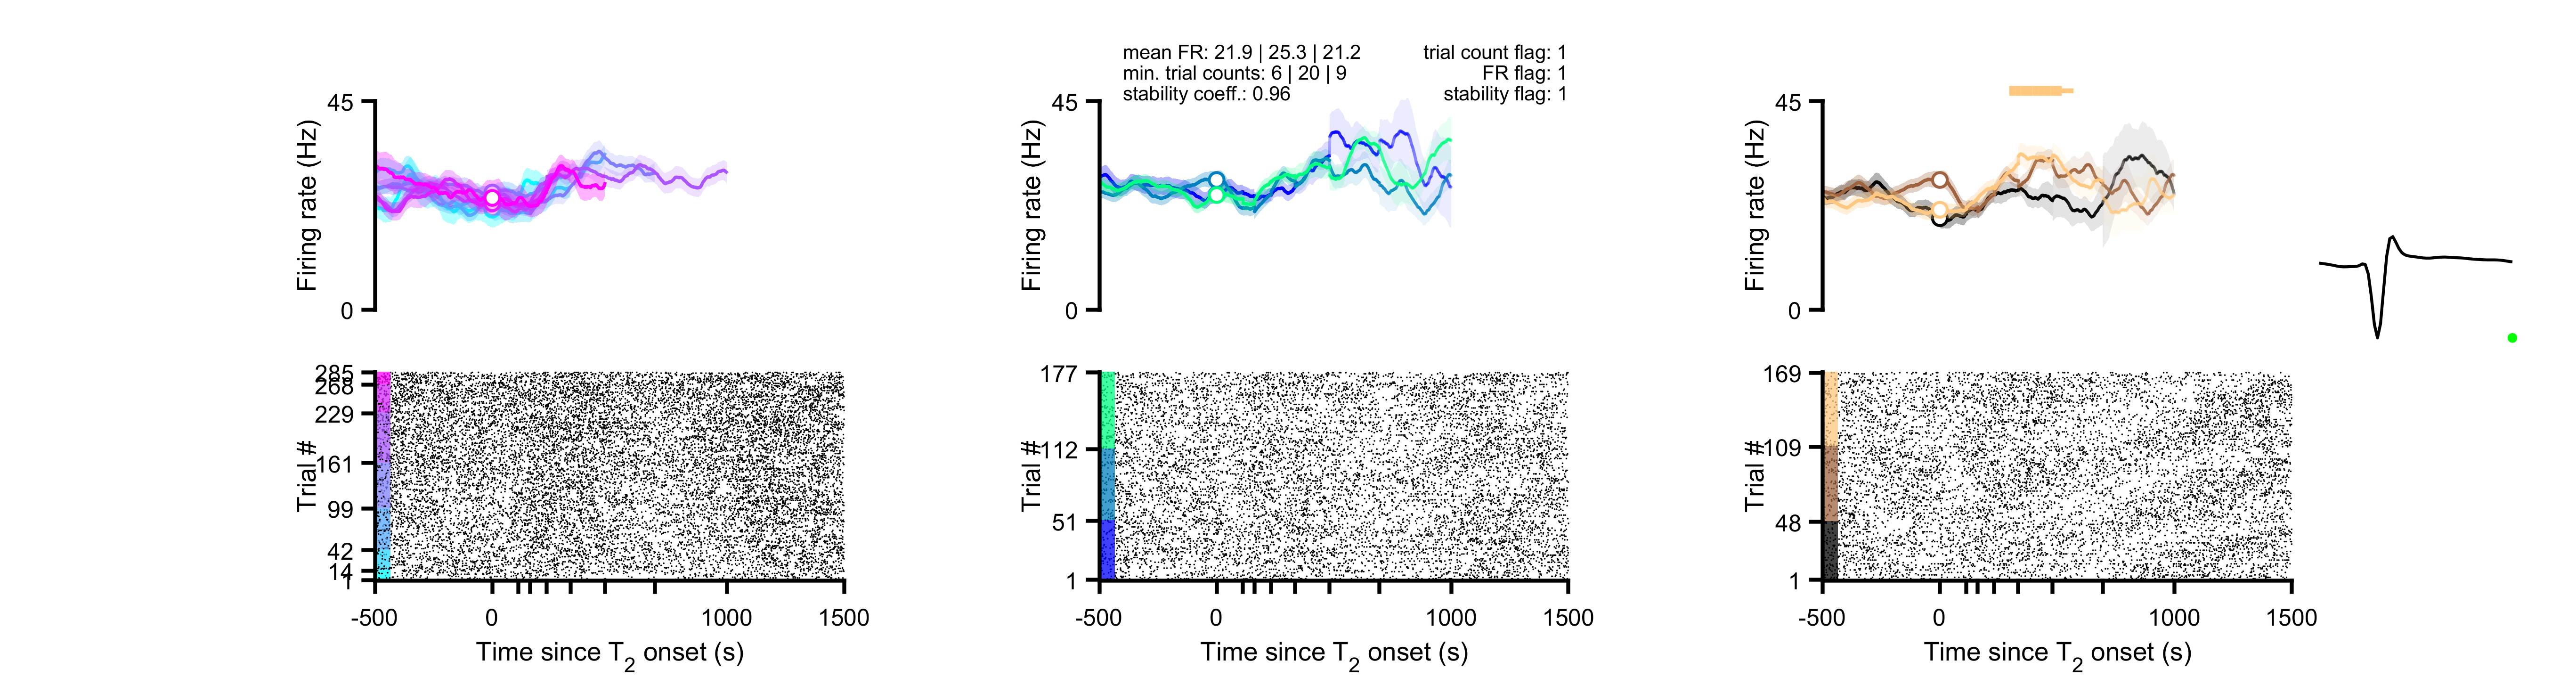 mean FR: 21.9 | 25.3 | 21.2
trial count flag: 1
min. trial counts: 6 | 20 | 9
FR flag: 1
stability coeff.: 0.96
stability flag: 1
45
Firing rate (Hz)
0
45
Firing rate (Hz)
0
45
Firing rate (Hz)
0
285
268
229
161
99
42
14
1
Trial #
-500
0
1000
1500
Time since T2 onset (s)
177
112
51
1
Trial #
-500
0
1000
1500
Time since T2 onset (s)
169
109
48
1
Trial #
-500
0
1000
1500
Time since T2 onset (s)